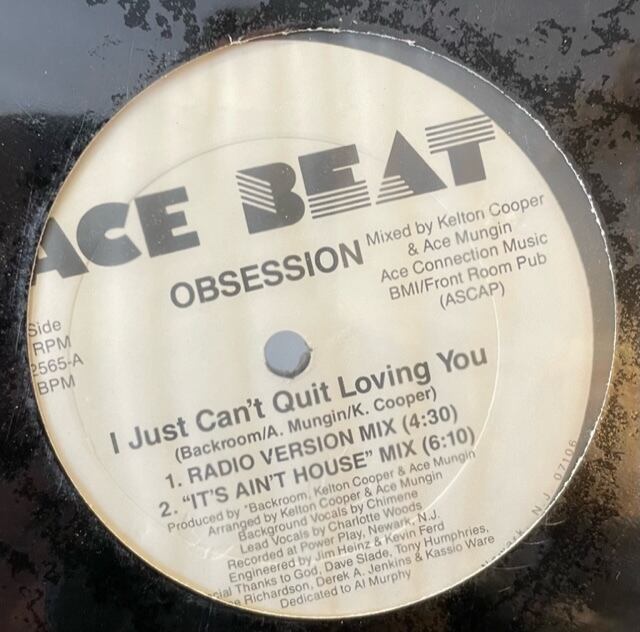 ACE BEAT
OBSESSION
Mixed by Kelton Cooper
& Ace Mungin
Ace Connection Music
BMI/Front Room Pub
(ASCAP)
Side
RPM
2565-A
BPM
I Just Can't Quit Loving You
(Backroom/A. Mungin/K. Cooper)
1. RADIO VERSION MIX (4:30)
2. "IT'S AIN'T HOUSE" MIX (6:10)
Produced by "Backroom, Kelton Cooper & Ace Mungin
Arranged by Kelton Cooper & Ace Mungin
Background Vocals by Chimene
Lead Vocals by Charlotte Woods
Recorded at Power Play, Newark, N.J.
Engineered by Jim Heinz & Kevin Ferd
Thanks to God, Dave Slade, Tony Humphries,
Richardson, Derek A. Jenkins & Kassio Ware
Dedicated to Al Murphy
N.J. 07106